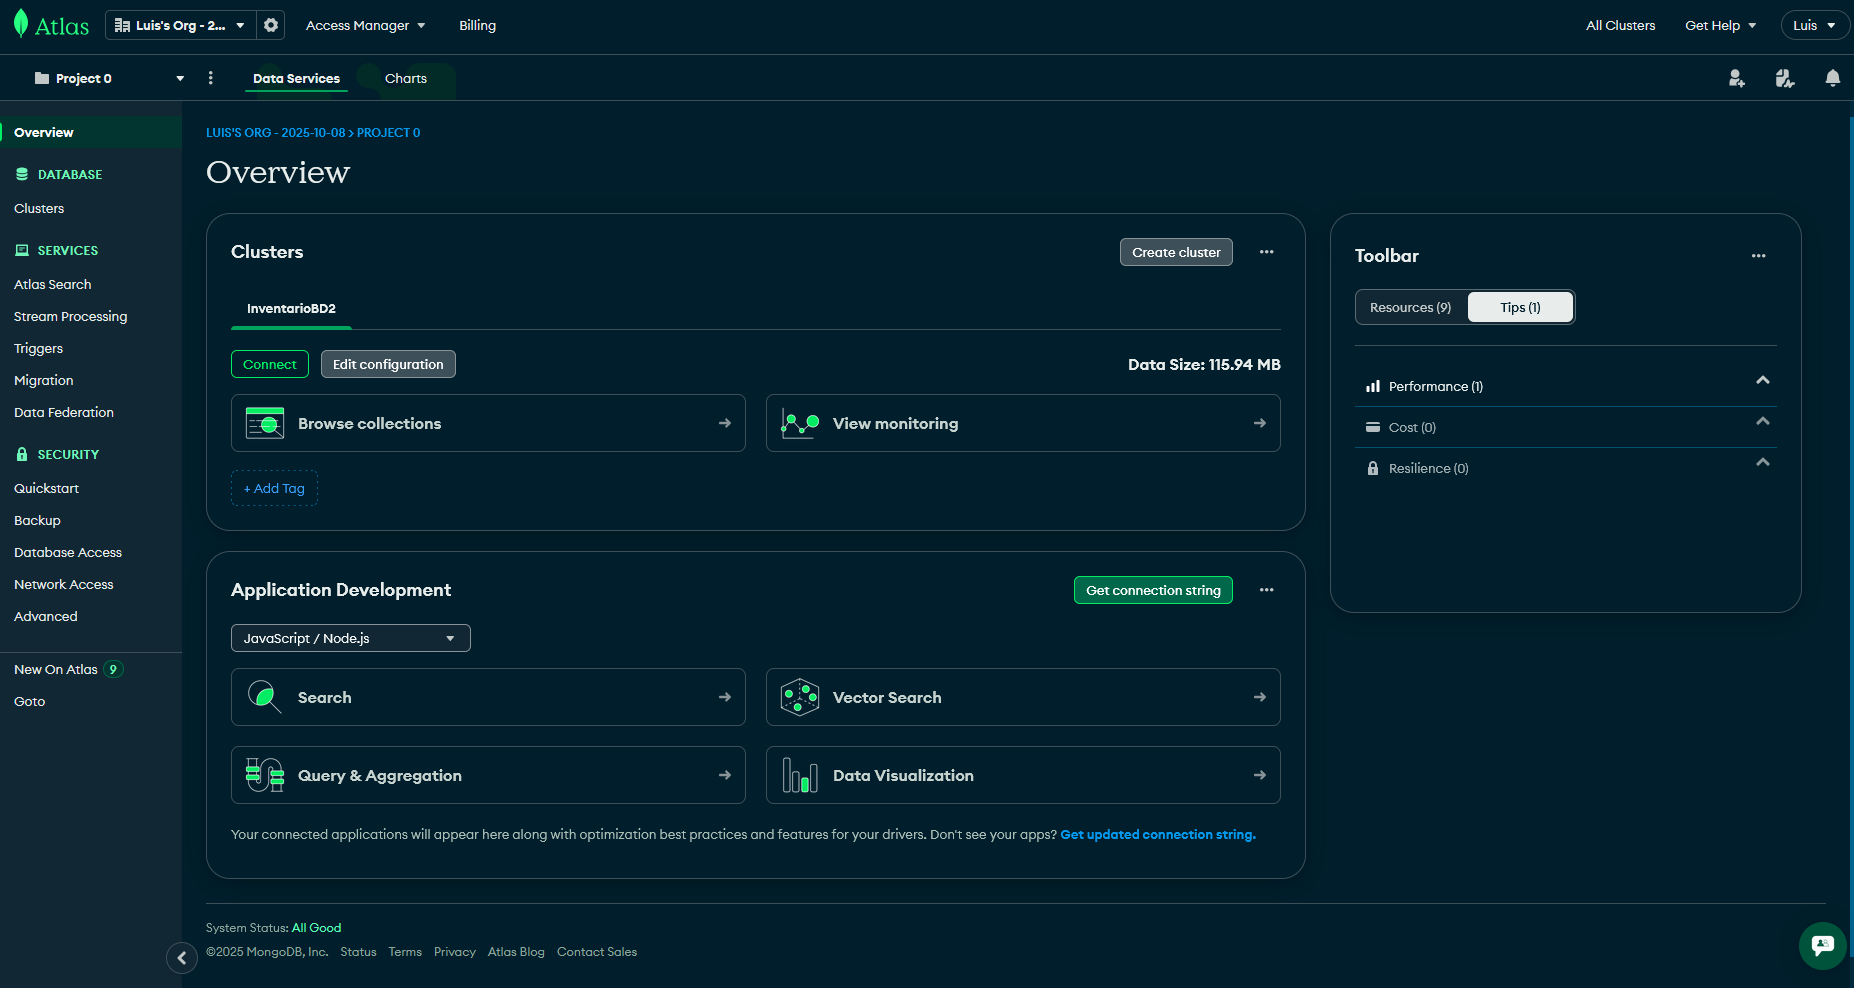 Atlas
Luis's Org - 2...
Access Manager
Billing
All Clusters
Get Help
Luis
Project 0
Data Services
Charts
Overview
DATABASE
Clusters
SERVICES
Atlas Search
Stream Processing
Triggers
Migration
Data Federation
SECURITY
Quickstart
Backup
Database Access
Network Access
Advanced
New On Atlas 9
Goto
LUIS'S ORG - 2025-10-08 > PROJECT 0
Overview
Clusters
Create cluster
InventarioBD2
Connect
Edit configuration
Data Size: 115.94 MB
Browse collections
View monitoring
+ Add Tag
Application Development
Get connection string
JavaScript / Node.js
Search
Vector Search
Query & Aggregation
Data Visualization
Your connected applications will appear here along with optimization best practices and features for your drivers. Don't see your apps? Get updated connection string.
Toolbar
Resources (9)
Tips (1)
Performance (1)
Cost (0)
Resilience (0)
System Status: All Good
©2025 MongoDB, Inc. Status Terms Privacy Atlas Blog Contact Sales